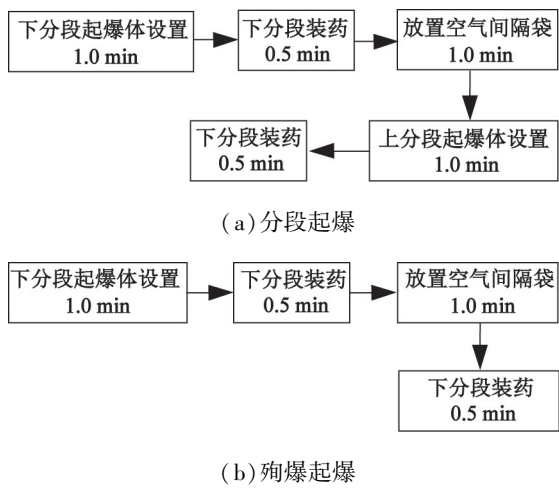 下分段起爆体设置
1.0 min
下分段装药
0.5 min
放置空气间隔袋
1.0 min
下分段装药
0.5 min
上分段起爆体设置
1.0 min
(a)分段起爆
下分段起爆体设置
1.0 min
下分段装药
0.5 min
放置空气间隔袋
1.0 min
下分段装药
0.5 min
(b)殉爆起爆